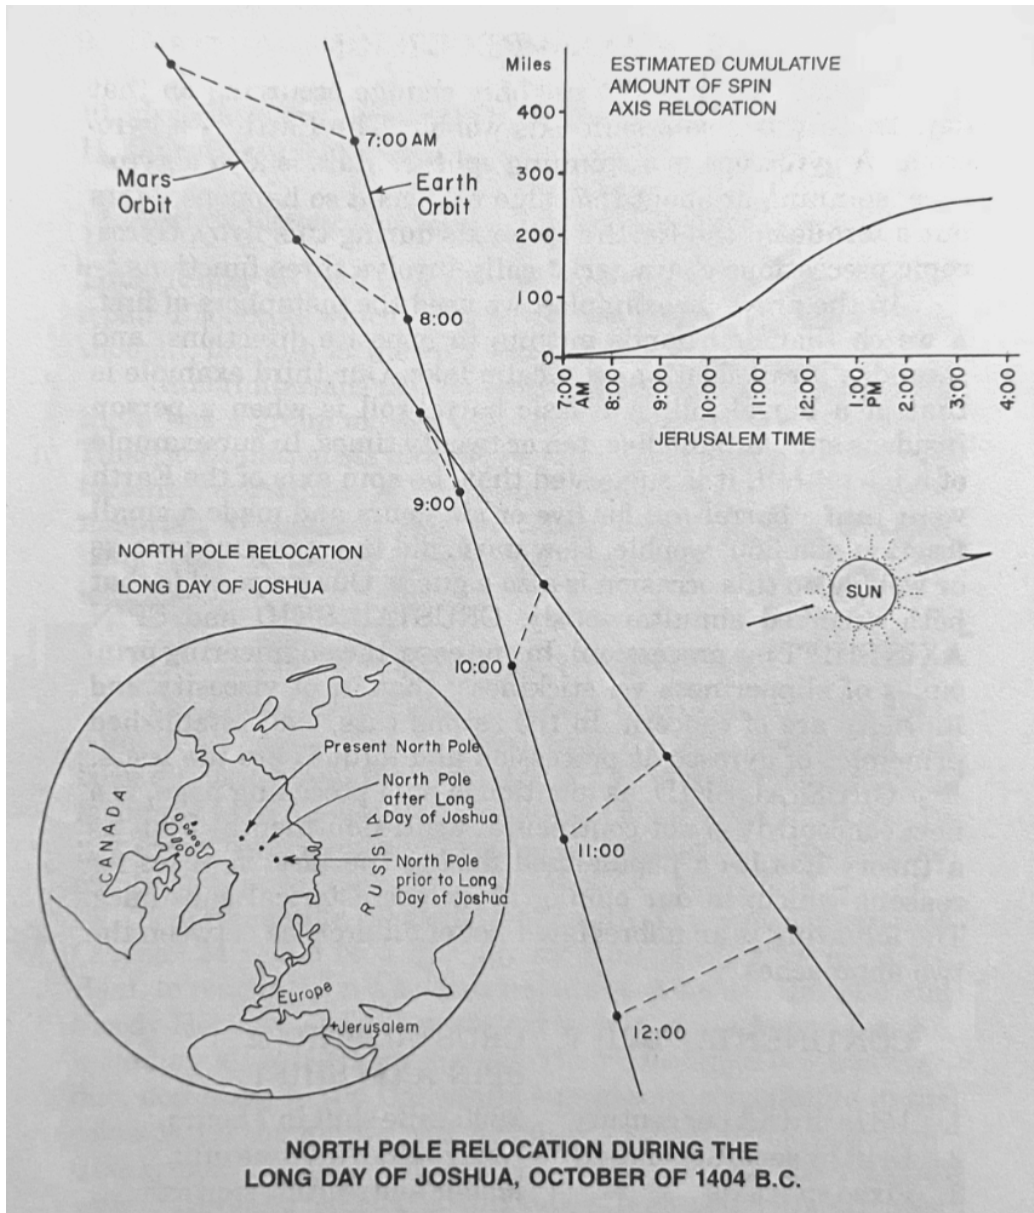 Miles
ESTIMATED CUMULATIVE
AMOUNT OF SPIN
AXIS RELOCATION
400
300
200
100
0
7:00 AM
8:00
9:00
10:00
11:00
12:00
1:00 PM
2:00
3:00
4:00
JERUSALEM TIME
Mars
Orbit
Earth
Orbit
7:00 AM
8:00
9:00
10:00
11:00
12:00
SUN
NORTH POLE RELOCATION
LONG DAY OF JOSHUA
CANADA
Present North Pole
North Pole
after Long
Day of Joshua
RUSSIA
North Pole
prior to Long
Day of Joshua
Europe
+Jerusalem
NORTH POLE RELOCATION DURING THE
LONG DAY OF JOSHUA, OCTOBER OF 1404 B.C.